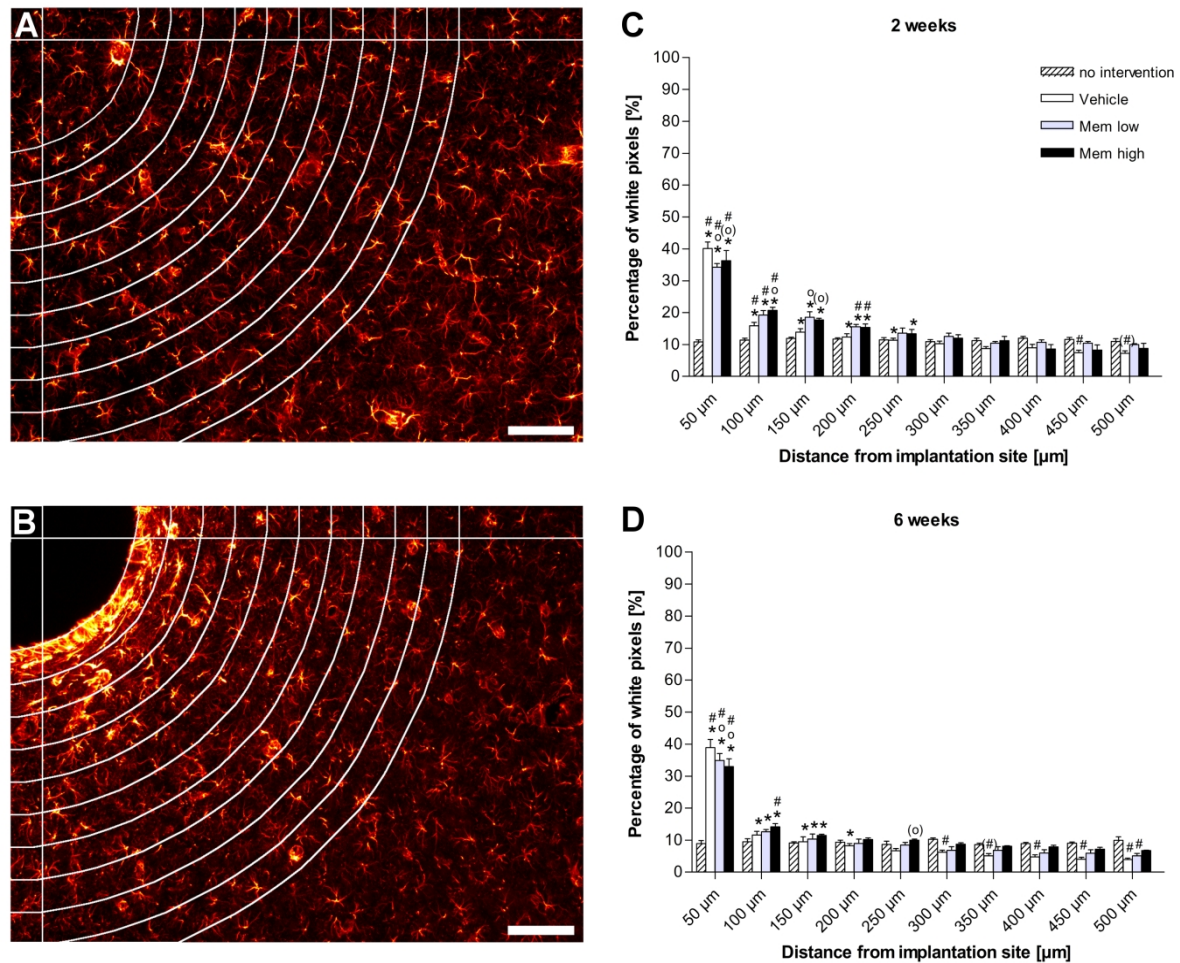 A
B
C
2 weeks
Percentage of white pixels [%]
100
90
80
70
60
50
40
30
20
10
0
no intervention
Vehicle
Mem low
Mem high
# # #
* o * (o) *
# # #
* * o *
o (o)
* * *
# #
* * *
* *
#
(#)
50 µm
100 µm
150 µm
200 µm
250 µm
300 µm
350 µm
400 µm
450 µm
500 µm
Distance from implantation site [µm]
D
6 weeks
Percentage of white pixels [%]
100
90
80
70
60
50
40
30
20
10
0
# # #
* o * o *
#
* * *
* * *
*
(o)
#
(#)
#
#
# #
50 µm
100 µm
150 µm
200 µm
250 µm
300 µm
350 µm
400 µm
450 µm
500 µm
Distance from implantation site [µm]